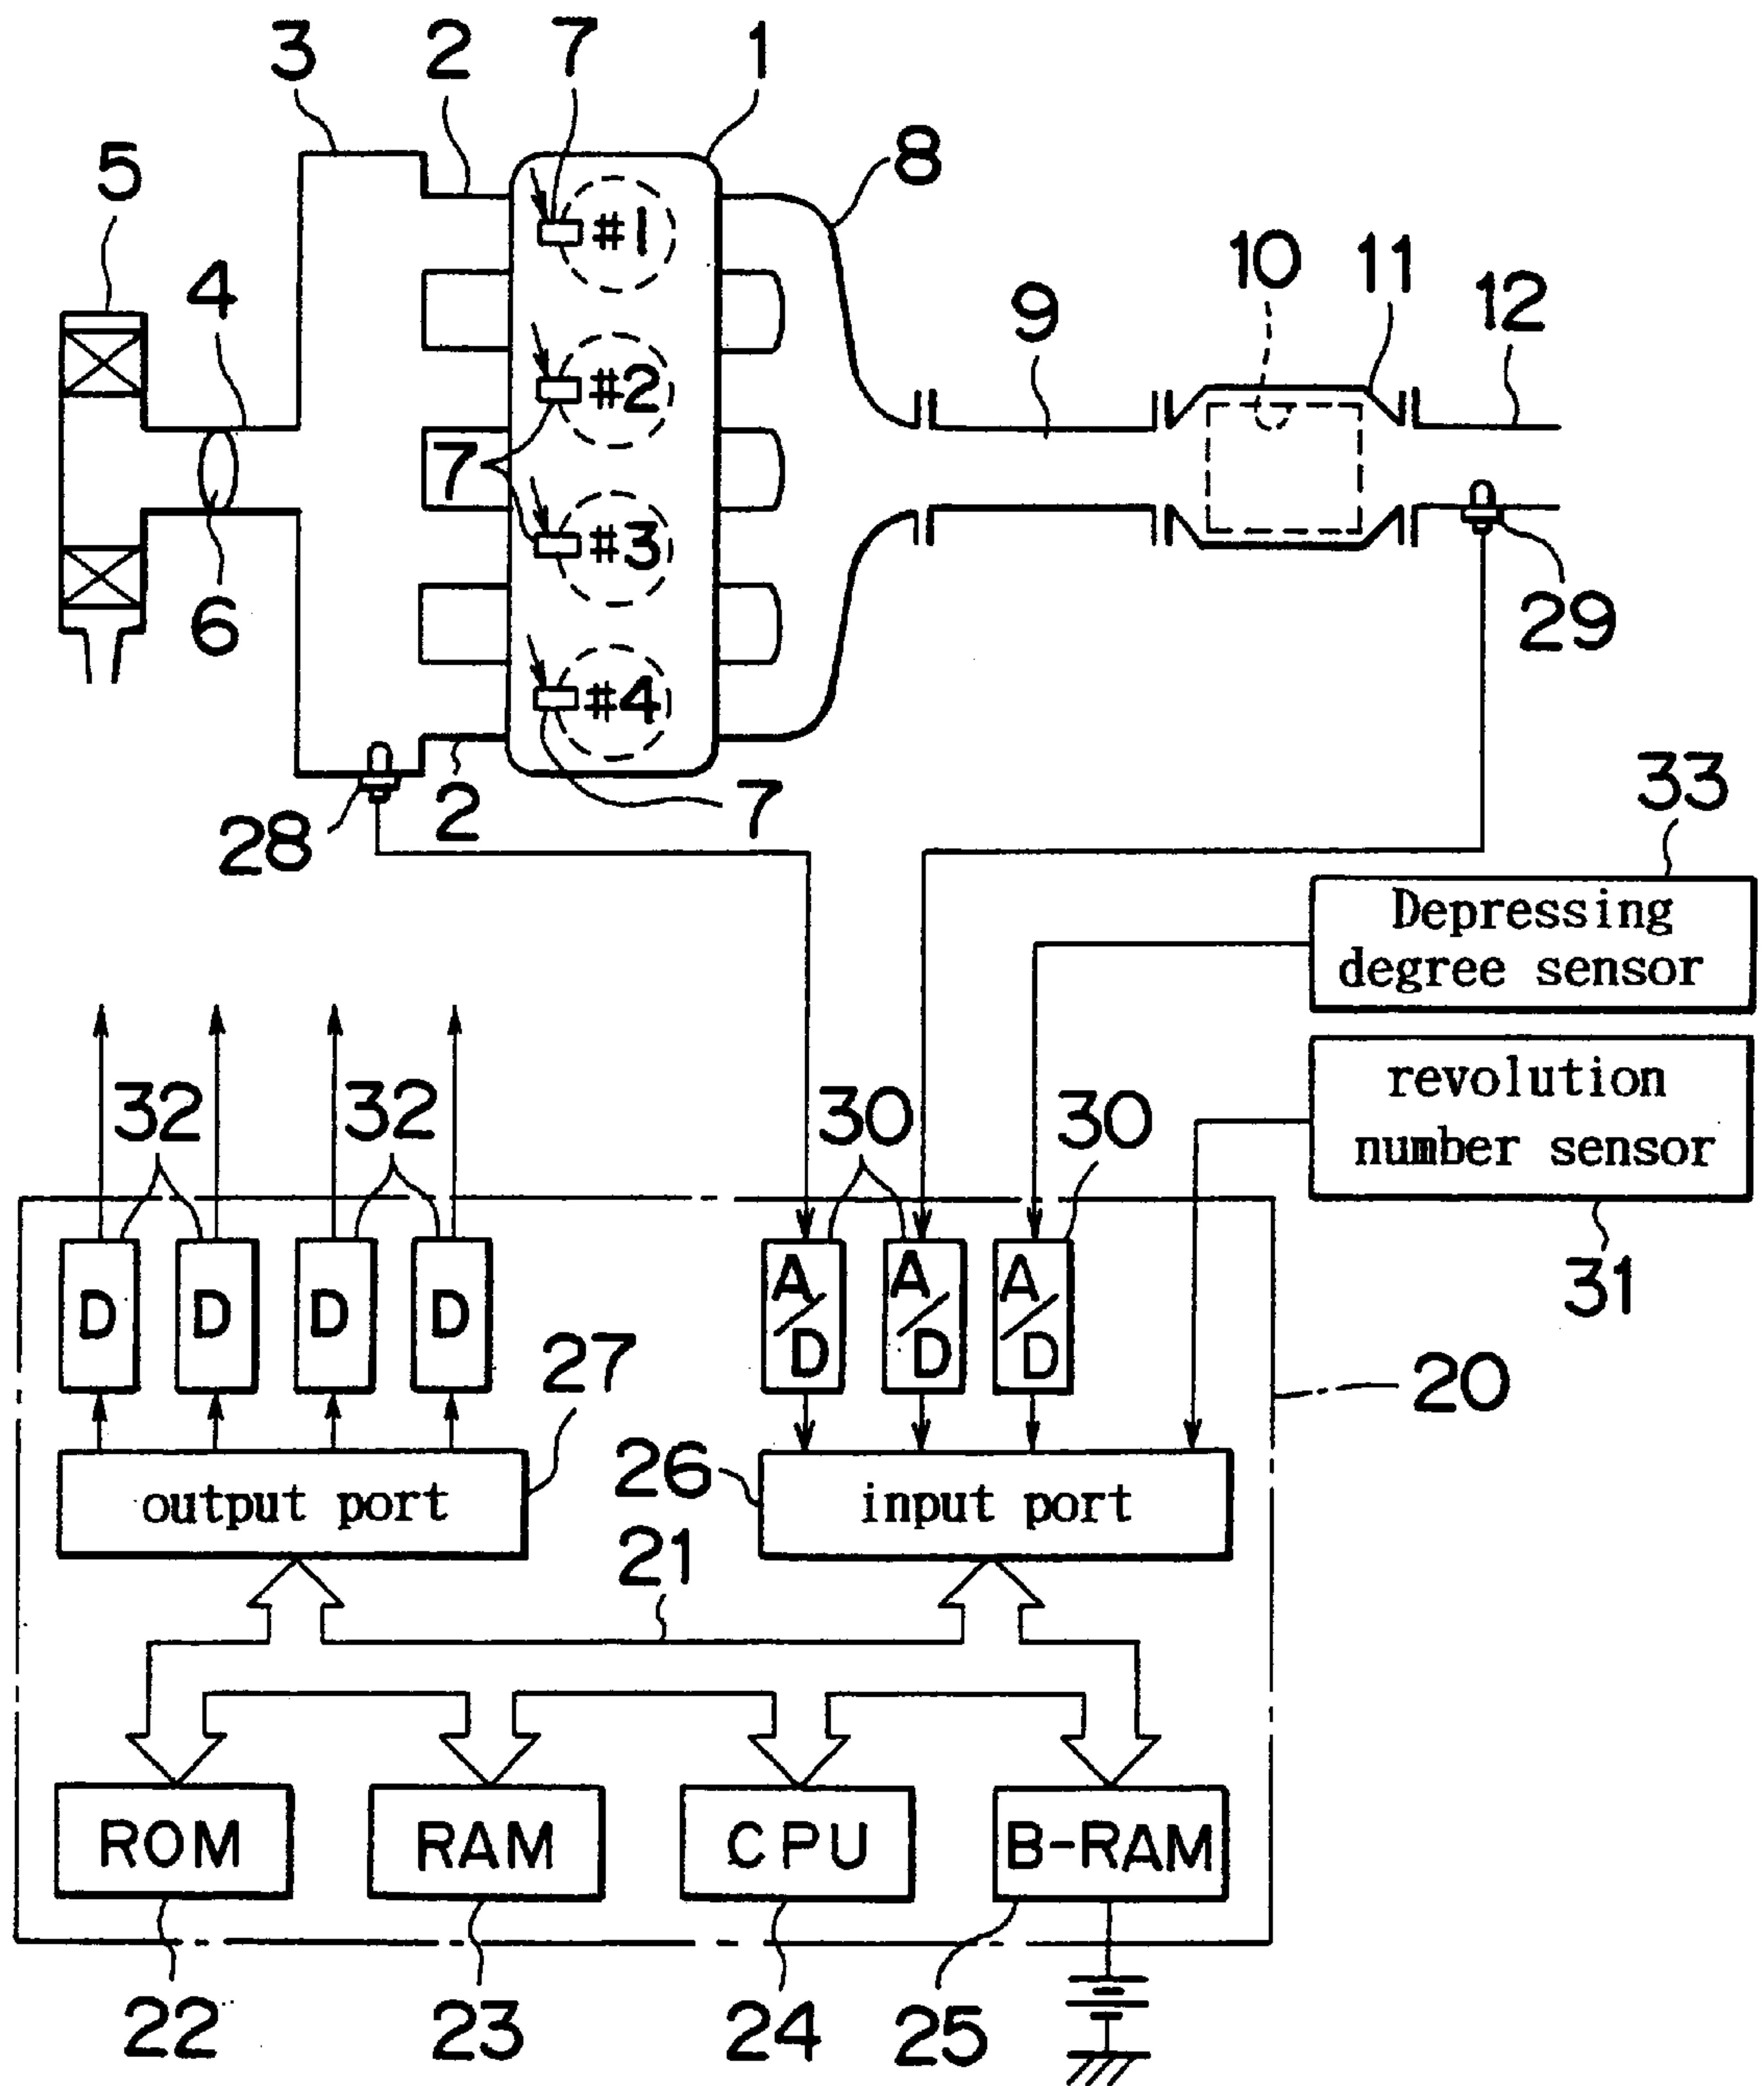 3 2 7 1
8
5
#1
4 10 11 12
9
#2
7
#3
6 29
#4
28 2 7 33
Depressing
degree sensor
32 32 30 30 revolution
number sensor
31
D D D D A/D A/D A/D
27 20
26
output port input port
21
ROM RAM CPU B-RAM
22 23 24 25